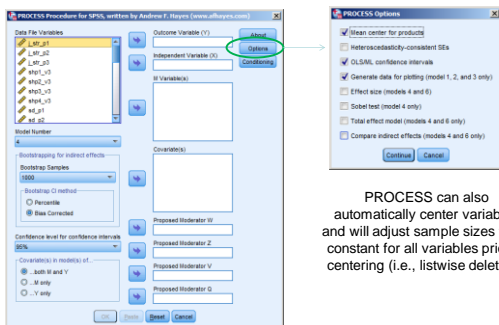 PROCESS Procedure for SPSS, written by Andrew F. Hayes (www.afhayes.com)
Data File Variables
j_str_p1
j_str_p2
j_str_p3
shp1_v3
shp2_v3
shp3_v3
shp4_v3
sd_p1
sd_p2
Model Number
4
Bootstrapping for indirect effects
Bootstrap Samples
1000
Bootstrap CI method
Percentile
Bias Corrected
Confidence level for confidence intervals
95%
Covariate(s) in model(s) of...
...both M and Y
...M only
...Y only
Outcome Variable (Y)
Independent Variable (X)
M Variable(s)
Covariate(s)
Proposed Moderator W
Proposed Moderator Z
Proposed Moderator V
Proposed Moderator Q
About
Options
Conditioning
OK Paste Reset Cancel
PROCESS Options
Mean center for products
Heteroscedasticity-consistent SEs
OLS/ML confidence intervals
Generate data for plotting (model 1, 2, and 3 only)
Effect size (models 4 and 6)
Sobel test (model 4 only)
Total effect model (models 4 and 6 only)
Compare indirect effects (models 4 and 6 only)
Continue Cancel
PROCESS can also
automatically center variab
and will adjust sample sizes
constant for all variables pri
centering (i.e., listwise delet